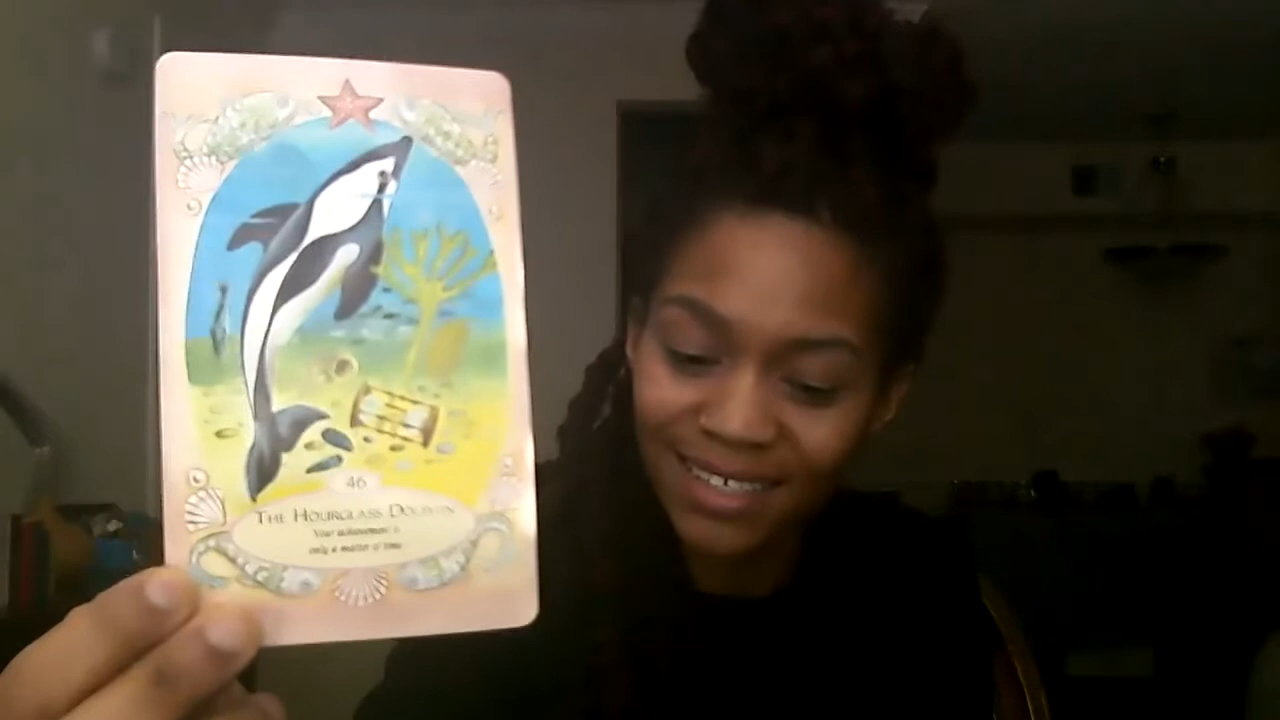 46
THE HOURGLASS DOLPHIN
Your achievement is
only a matter of time